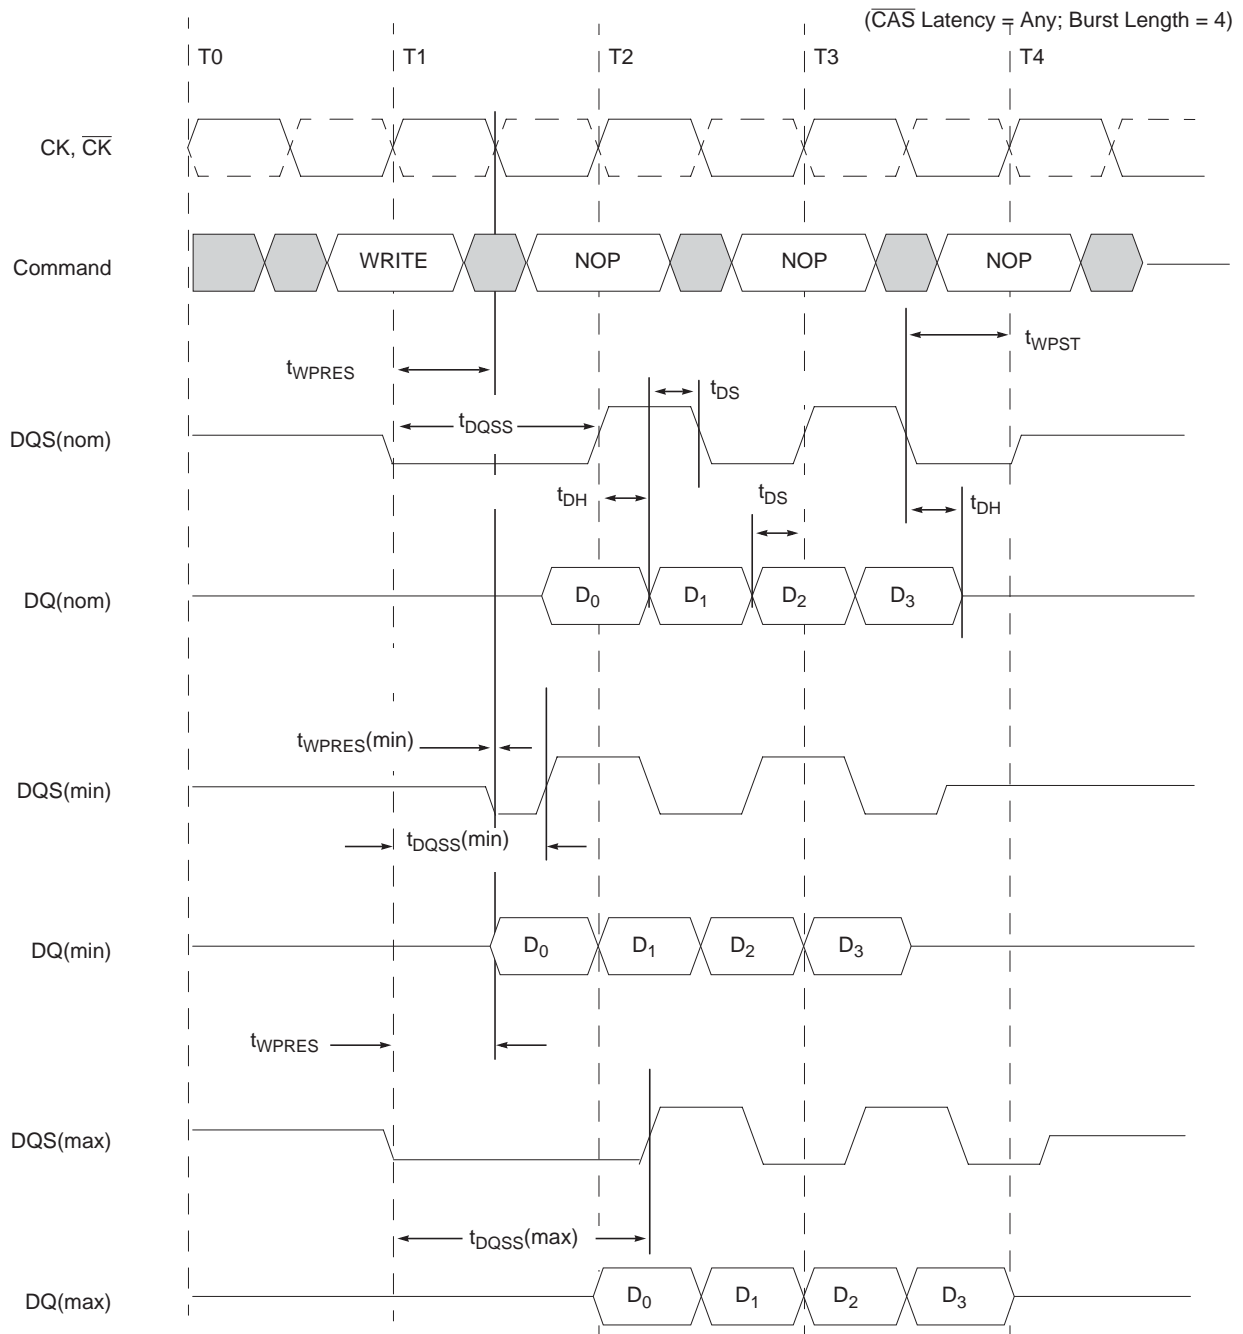 (C̅A̅S̅ Latency = Any; Burst Length = 4)
T0 T1 T2 T3 T4
CK, C̅K̅
Command WRITE NOP NOP NOP
tWPST
tWPRES
tDS
DQS(nom) tDQSS
tDH tDS tDH
DQ(nom) D0 D1 D2 D3
tWPRES(min)
DQS(min)
tDQSS(min)
DQ(min) D0 D1 D2 D3
tWPRES
DQS(max)
tDQSS(max)
DQ(max) D0 D1 D2 D3